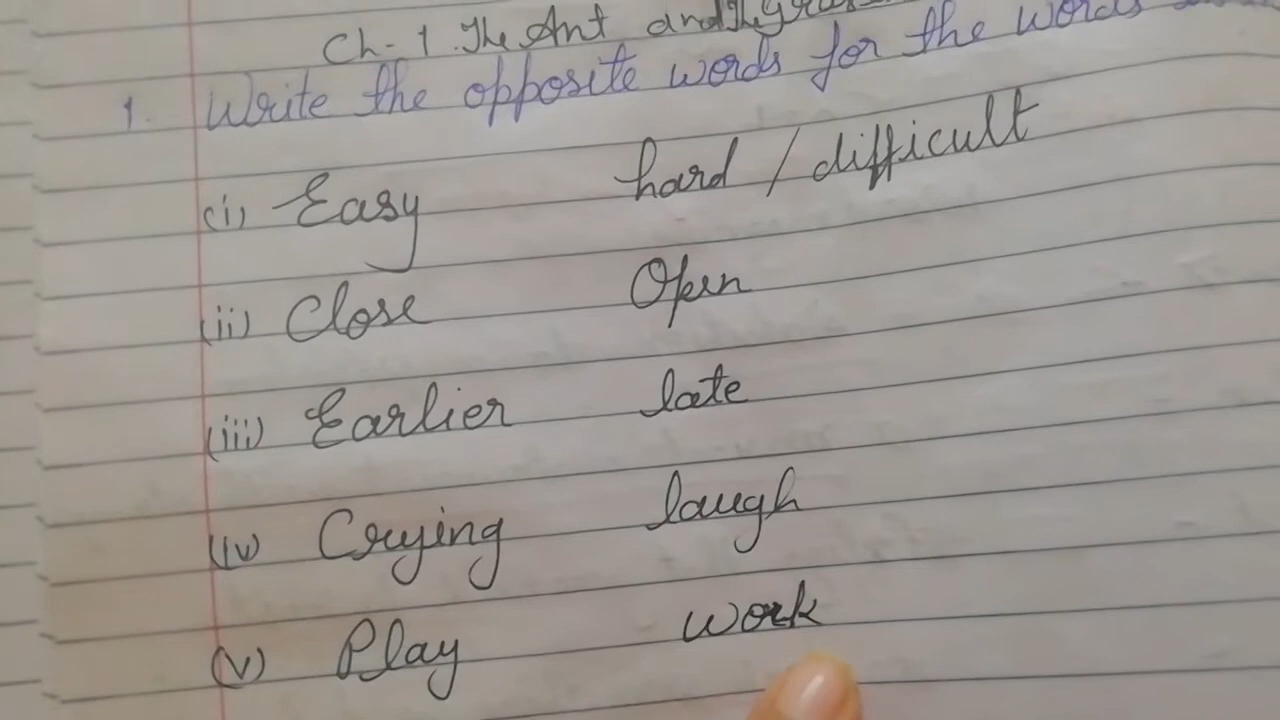 Ch-1. The Ant and The
1. Write the opposite words for the words
(i) Easy hard / difficult
(ii) Close Open
(iii) Earlier late
(iv) Crying laugh
(v) Play work